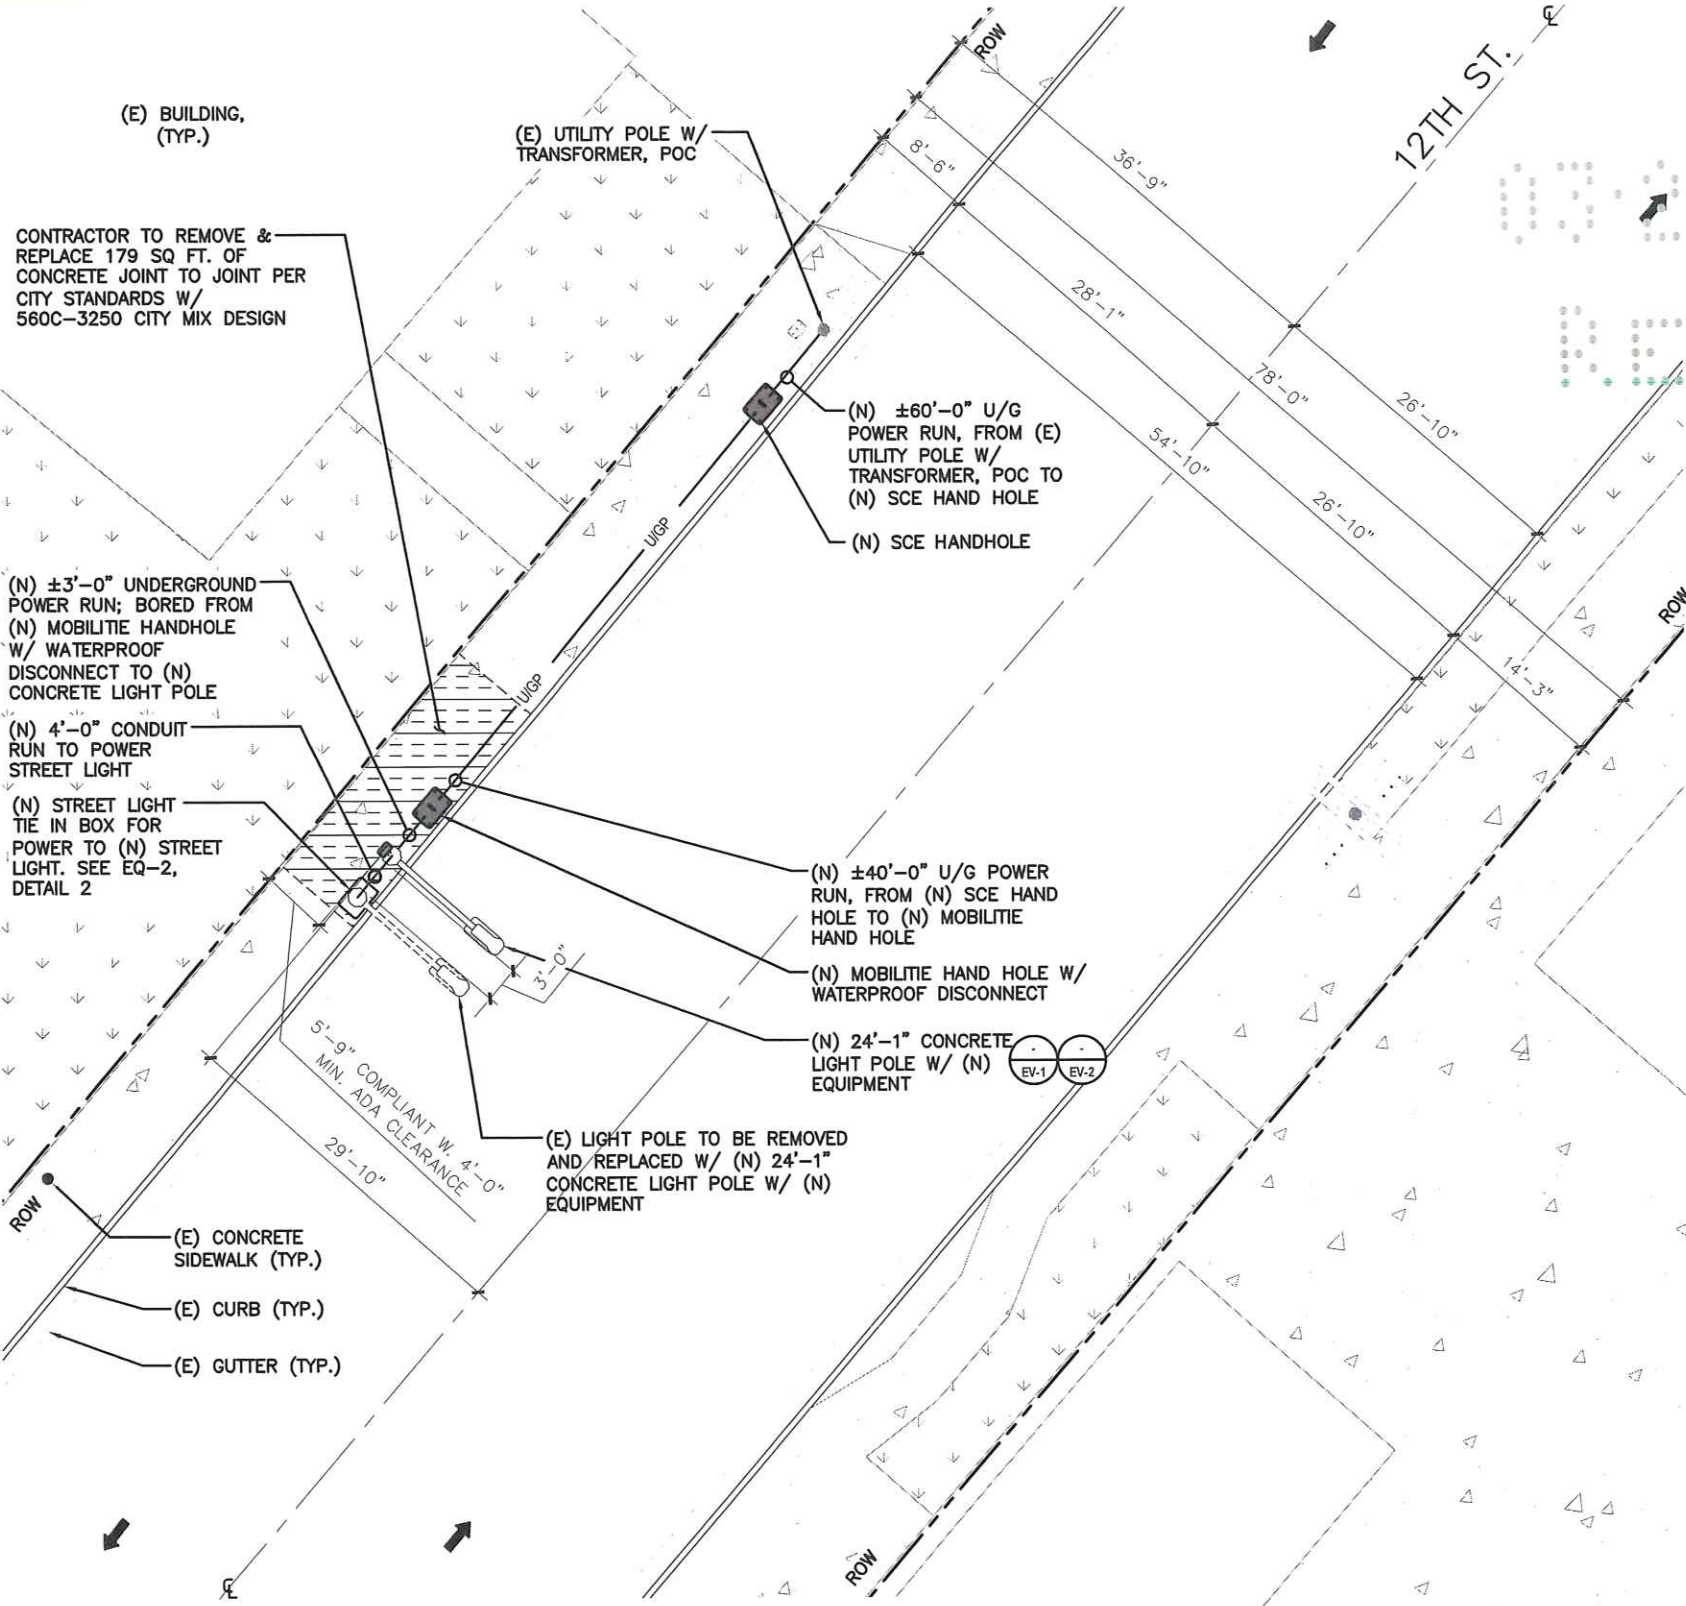 (E) BUILDING,
(TYP.)
(E) UTILITY POLE W/
TRANSFORMER, POC
ROW
℄
12TH ST.
CONTRACTOR TO REMOVE &
REPLACE 179 SQ FT. OF
CONCRETE JOINT TO JOINT PER
CITY STANDARDS W/
560C-3250 CITY MIX DESIGN
8'-6"
36'-9"
28'-1"
78'-0"
26'-10"
54'-10"
26'-10"
14'-3"
ROW
(N) ±60'-0" U/G
POWER RUN, FROM (E)
UTILITY POLE W/
TRANSFORMER, POC TO
(N) SCE HAND HOLE
(N) SCE HANDHOLE
U/GP
U/GP
(N) ±3'-0" UNDERGROUND
POWER RUN; BORED FROM
(N) MOBILITIE HANDHOLE
W/ WATERPROOF
DISCONNECT TO (N)
CONCRETE LIGHT POLE
(N) 4'-0" CONDUIT
RUN TO POWER
STREET LIGHT
(N) STREET LIGHT
TIE IN BOX FOR
POWER TO (N) STREET
LIGHT. SEE EQ-2,
DETAIL 2
(N) ±40'-0" U/G POWER
RUN, FROM (N) SCE HAND
HOLE TO (N) MOBILITIE
HAND HOLE
(N) MOBILITIE HAND HOLE W/
WATERPROOF DISCONNECT
3'-0"
(N) 24'-1" CONCRETE
LIGHT POLE W/ (N)
EQUIPMENT
- -
EV-1 EV-2
5'-9" COMPLIANT W. 4'-0"
MIN. ADA CLEARANCE
29'-10"
(E) LIGHT POLE TO BE REMOVED
AND REPLACED W/ (N) 24'-1"
CONCRETE LIGHT POLE W/ (N)
EQUIPMENT
ROW
(E) CONCRETE
SIDEWALK (TYP.)
(E) CURB (TYP.)
(E) GUTTER (TYP.)
ROW
℄